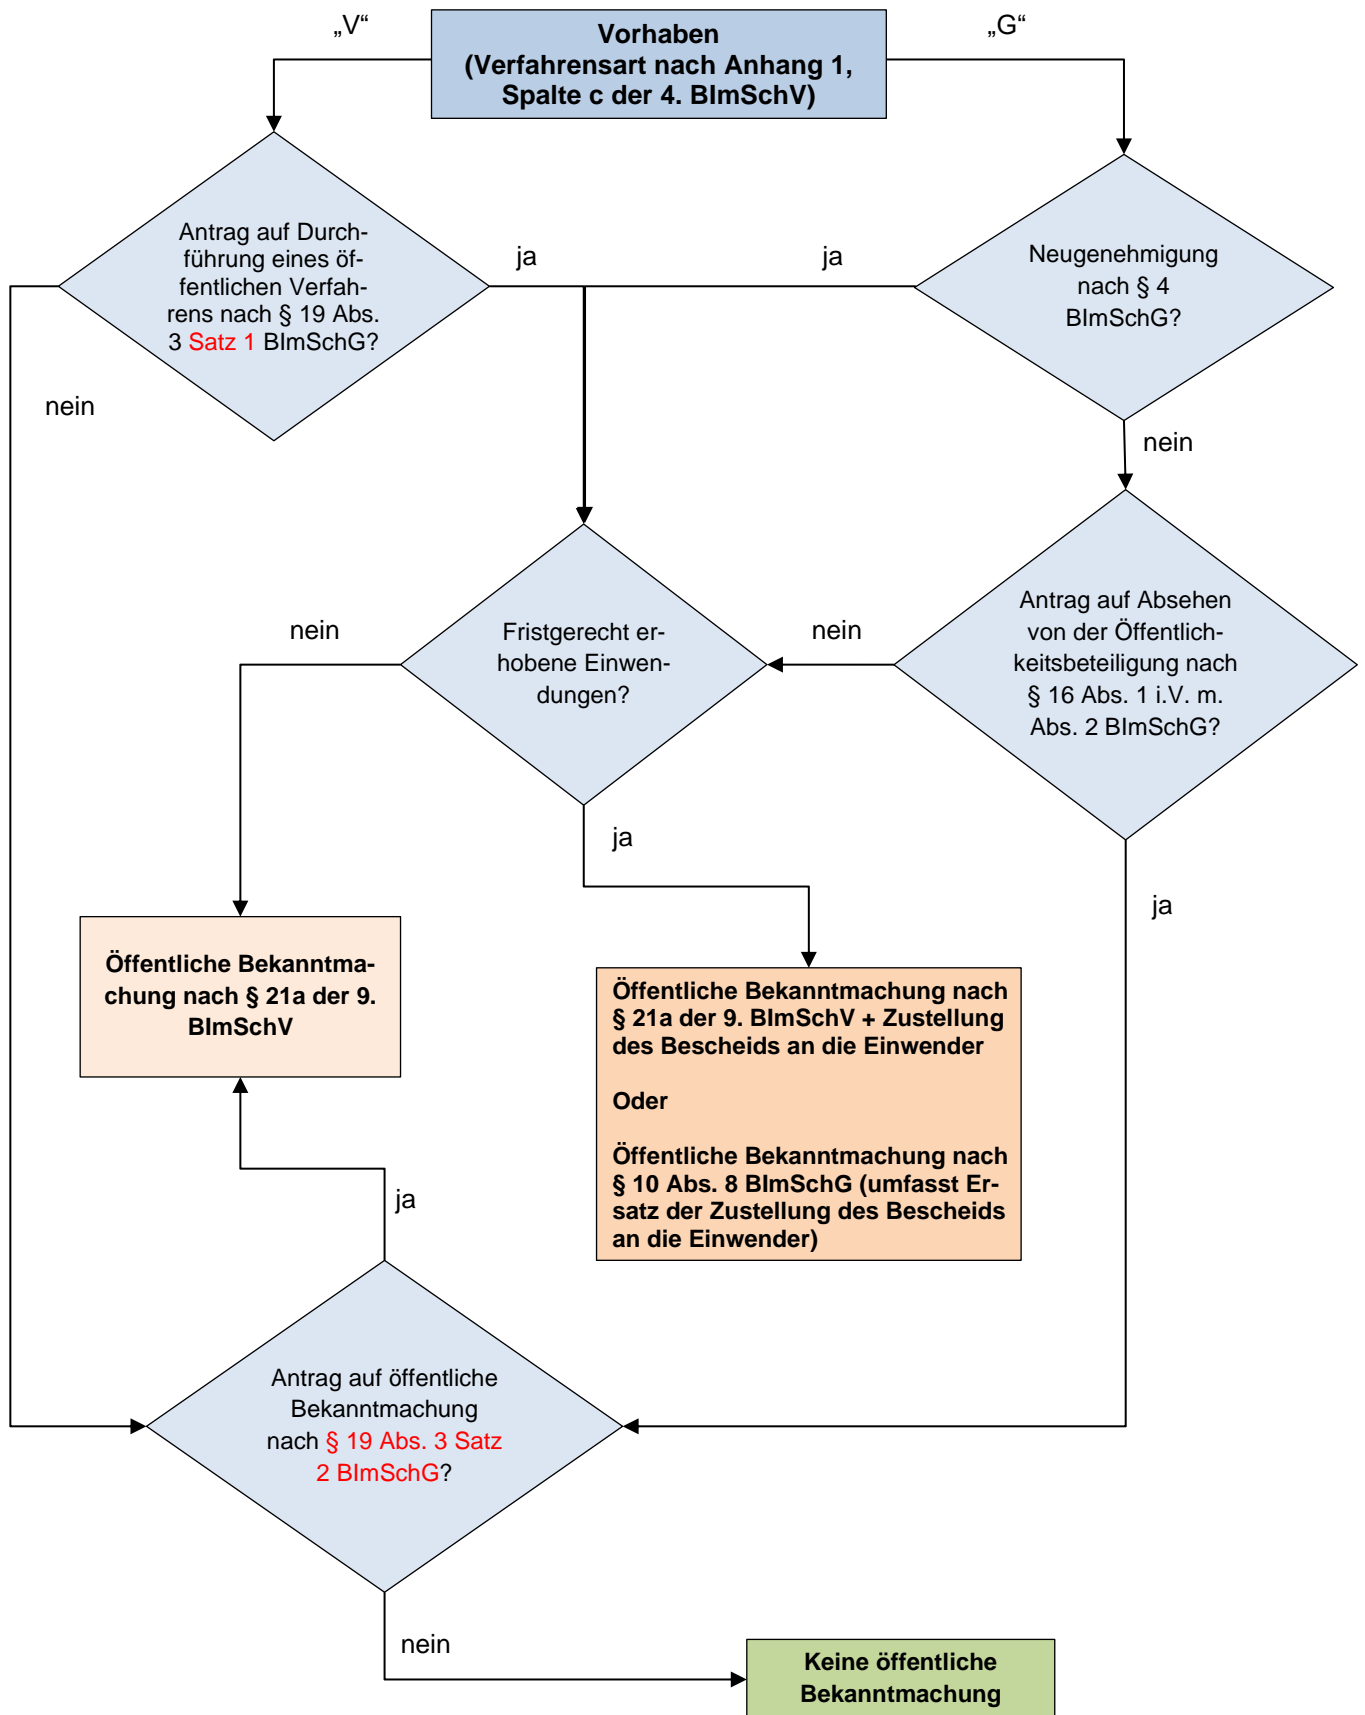 „V“
Vorhaben
(Verfahrensart nach Anhang 1,
Spalte c der 4. BImSchV)
„G“
Antrag auf Durch-
führung eines öf-
fentlichen Verfah-
rens nach § 19 Abs.
3 Satz 1 BImSchG?
ja
ja
Neugenehmigung
nach § 4
BImSchG?
nein
nein
Fristgerecht er-
hobene Einwen-
dungen?
nein
nein
Antrag auf Absehen
von der Öffentlich-
keitsbeteiligung nach
§ 16 Abs. 1 i.V. m.
Abs. 2 BImSchG?
ja
ja
Öffentliche Bekanntma-
chung nach § 21a der 9.
BImSchV
Öffentliche Bekanntmachung nach
§ 21a der 9. BImSchV + Zustellung
des Bescheids an die Einwender
Oder
Öffentliche Bekanntmachung nach
§ 10 Abs. 8 BImSchG (umfasst Er-
satz der Zustellung des Bescheids
an die Einwender)
ja
Antrag auf öffentliche
Bekanntmachung
nach § 19 Abs. 3 Satz
2 BImSchG?
nein
Keine öffentliche
Bekanntmachung